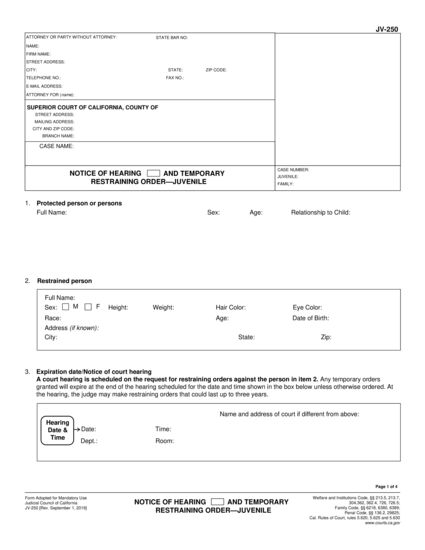 JV-250
ATTORNEY OR PARTY WITHOUT ATTORNEY: STATE BAR NO:
NAME:
FIRM NAME:
STREET ADDRESS:
CITY: STATE: ZIP CODE:
TELEPHONE NO.: FAX NO.:
E-MAIL ADDRESS:
ATTORNEY FOR (name):
SUPERIOR COURT OF CALIFORNIA, COUNTY OF
STREET ADDRESS:
MAILING ADDRESS:
CITY AND ZIP CODE:
BRANCH NAME:
CASE NAME:
NOTICE OF HEARING AND TEMPORARY
RESTRAINING ORDER—JUVENILE
CASE NUMBER:
JUVENILE:
FAMILY:
1. Protected person or persons
Full Name: Sex: Age: Relationship to Child:
2. Restrained person
Full Name:
Sex: M F Height: Weight: Hair Color: Eye Color:
Race: Age: Date of Birth:
Address (if known):
City: State: Zip:
3. Expiration date/Notice of court hearing
A court hearing is scheduled on the request for restraining orders against the person in item 2. Any temporary orders
granted will expire at the end of the hearing scheduled for the date and time shown in the box below unless otherwise ordered. At
the hearing, the judge may make restraining orders that could last up to three years.
Name and address of court if different from above:
Hearing
Date &
Time
Date: Time:
Dept.: Room:
Page 1 of 4
Form Adopted for Mandatory Use
Judicial Council of California
JV-250 [Rev. September 1, 2018]
NOTICE OF HEARING AND TEMPORARY
RESTRAINING ORDER—JUVENILE
Welfare and Institutions Code, §§ 213.5, 213.7,
304,362, 362.4, 726, 726.5;
Family Code, §§ 6218, 6380, 6389;
Penal Code, §§ 136.2, 29825;
Cal. Rules of Court, rules 5.620, 5.625 and 5.630
www.courts.ca.gov